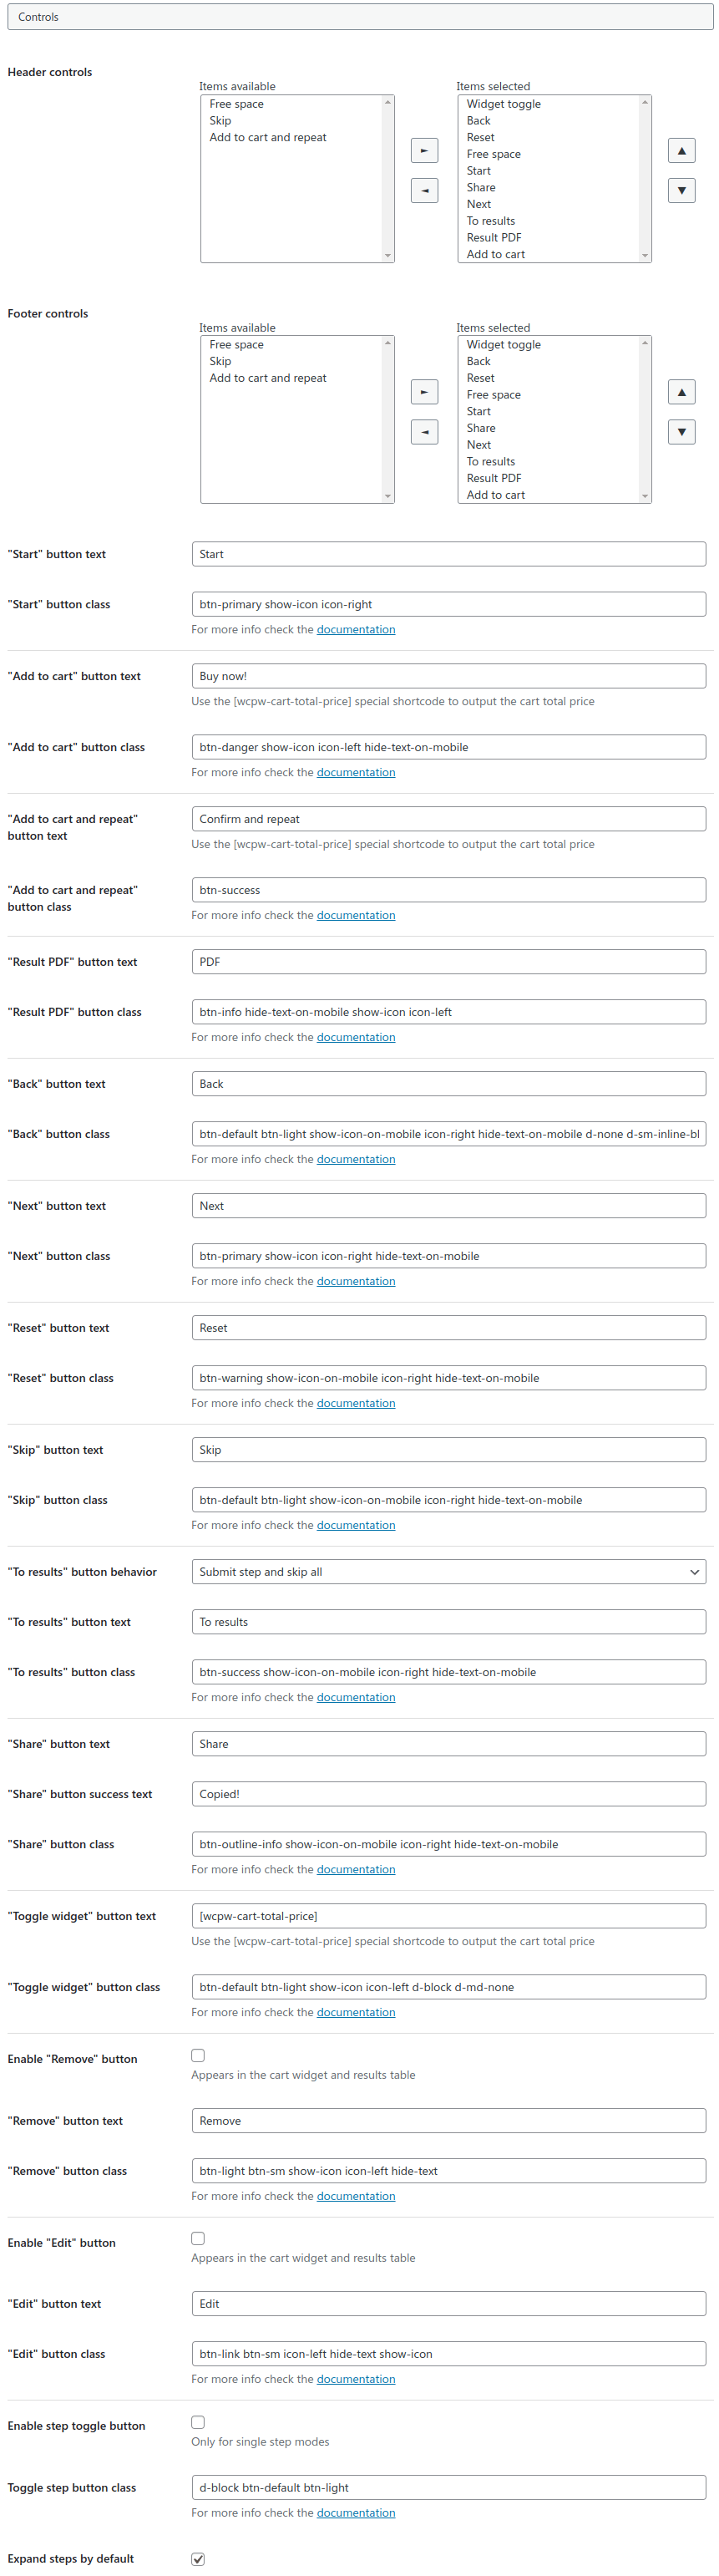 Controls
Header controls
Items available
Free space
Skip
Add to cart and repeat
Items selected
Widget toggle
Back
Reset
Free space
Start
Share
Next
To results
Result PDF
Add to cart
Footer controls
Items available
Free space
Skip
Add to cart and repeat
Items selected
Widget toggle
Back
Reset
Free space
Start
Share
Next
To results
Result PDF
Add to cart
"Start" button text
Start
"Start" button class
btn-primary show-icon icon-right
For more info check the documentation
"Add to cart" button text
Buy now!
Use the [wcpw-cart-total-price] special shortcode to output the cart total price
"Add to cart" button class
btn-danger show-icon icon-left hide-text-on-mobile
For more info check the documentation
"Add to cart and repeat"
button text
Confirm and repeat
Use the [wcpw-cart-total-price] special shortcode to output the cart total price
"Add to cart and repeat"
button class
btn-success
For more info check the documentation
"Result PDF" button text
PDF
"Result PDF" button class
btn-info hide-text-on-mobile show-icon icon-left
For more info check the documentation
"Back" button text
Back
"Back" button class
btn-default btn-light show-icon-on-mobile icon-right hide-text-on-mobile d-none d-sm-inline-bl
For more info check the documentation
"Next" button text
Next
"Next" button class
btn-primary show-icon icon-right hide-text-on-mobile
For more info check the documentation
"Reset" button text
Reset
"Reset" button class
btn-warning show-icon-on-mobile icon-right hide-text-on-mobile
For more info check the documentation
"Skip" button text
Skip
"Skip" button class
btn-default btn-light show-icon-on-mobile icon-right hide-text-on-mobile
For more info check the documentation
"To results" button behavior
Submit step and skip all
"To results" button text
To results
"To results" button class
btn-success show-icon-on-mobile icon-right hide-text-on-mobile
For more info check the documentation
"Share" button text
Share
"Share" button success text
Copied!
"Share" button class
btn-outline-info show-icon-on-mobile icon-right hide-text-on-mobile
For more info check the documentation
"Toggle widget" button text
[wcpw-cart-total-price]
Use the [wcpw-cart-total-price] special shortcode to output the cart total price
"Toggle widget" button class
btn-default btn-light show-icon icon-left d-block d-md-none
For more info check the documentation
Enable "Remove" button
Appears in the cart widget and results table
"Remove" button text
Remove
"Remove" button class
btn-light btn-sm show-icon icon-left hide-text
For more info check the documentation
Enable "Edit" button
Appears in the cart widget and results table
"Edit" button text
Edit
"Edit" button class
btn-link btn-sm icon-left hide-text show-icon
For more info check the documentation
Enable step toggle button
Only for single step modes
Toggle step button class
d-block btn-default btn-light
For more info check the documentation
Expand steps by default